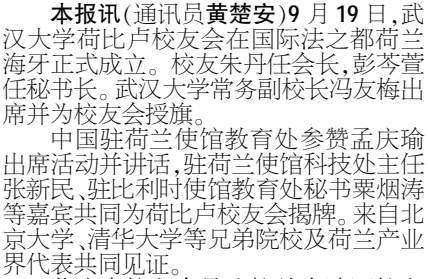 本报讯(通讯员黄楚安)9月19日,武
汉大学荷比卢校友会在国际法之都荷兰
海牙正式成立。校友朱丹任会长,彭芩萱
任秘书长。武汉大学常务副校长冯友梅出
席并为校友会授旗。
中国驻荷兰使馆教育处参赞孟庆瑜
出席活动并讲话,驻荷兰使馆科技处主任
张新民、驻比利时使馆教育处秘书粟烟涛
等嘉宾共同为荷比卢校友会揭牌。来自北
京大学、清华大学等兄弟院校及荷兰产业
界代表共同见证。